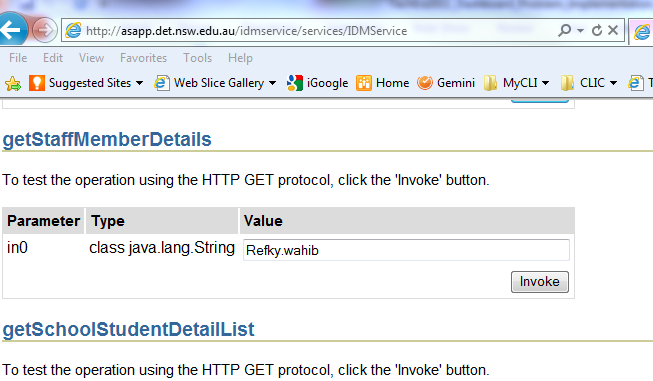 http://asapp.det.nsw.edu.au/idmservice/services/IDMService
File Edit View Favorites Tools Help
Suggested Sites Web Slice Gallery iGoogle Home Gemini MyCLI CLIC T
getStaffMemberDetails
To test the operation using the HTTP GET protocol, click the 'Invoke' button.
Parameter Type Value
in0 class java.lang.String Refky.wahib
Invoke
getSchoolStudentDetailList
To test the operation using the HTTP GET protocol, click the 'Invoke' button.